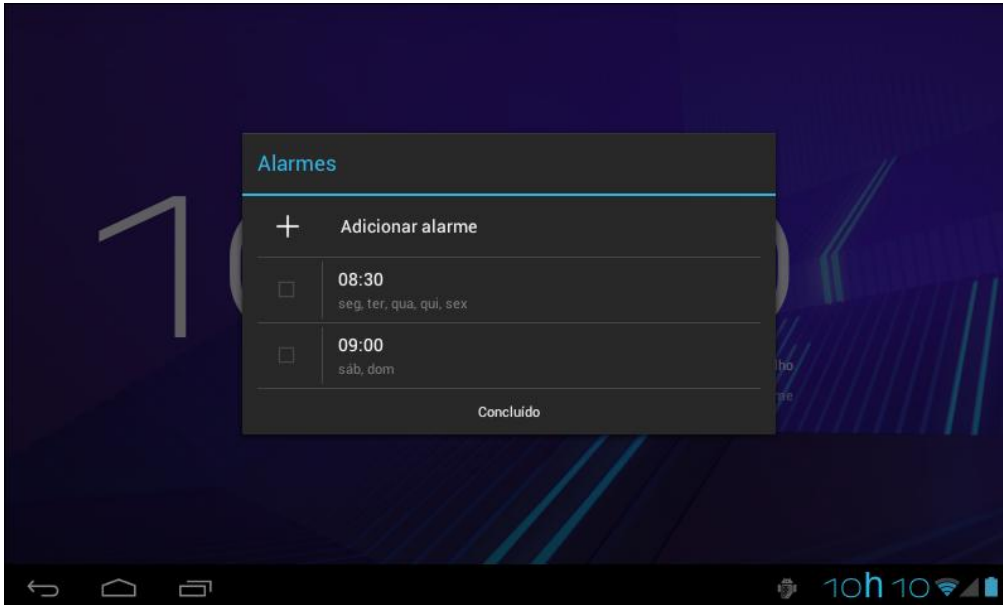 Alarmes
Adicionar alarme
08:30
seg, ter, qua, qui, sex
09:00
sáb, dom
Concluído
10h10